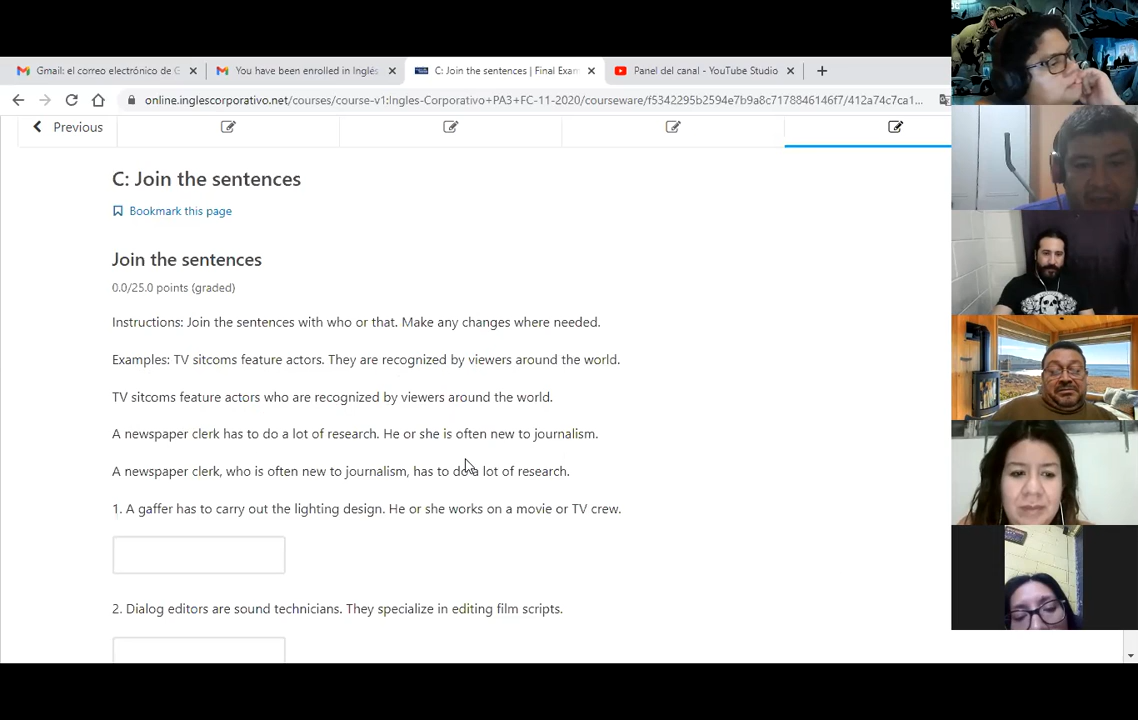 Gmail: el correo electrónico de G
You have been enrolled in Inglés
C: Join the sentences | Final Exam
Panel del canal - YouTube Studio
online.inglescorporativo.net/courses/course-v1:Ingles-Corporativo+PA3+FC-11-2020/courseware/f5342295b2594e7b9a8c7178846146f7/412a74c7ca1...
Previous
C: Join the sentences
Bookmark this page
Join the sentences
0.0/25.0 points (graded)
Instructions: Join the sentences with who or that. Make any changes where needed.
Examples: TV sitcoms feature actors. They are recognized by viewers around the world.
TV sitcoms feature actors who are recognized by viewers around the world.
A newspaper clerk has to do a lot of research. He or she is often new to journalism.
A newspaper clerk, who is often new to journalism, has to do a lot of research.
1. A gaffer has to carry out the lighting design. He or she works on a movie or TV crew.
2. Dialog editors are sound technicians. They specialize in editing film scripts.